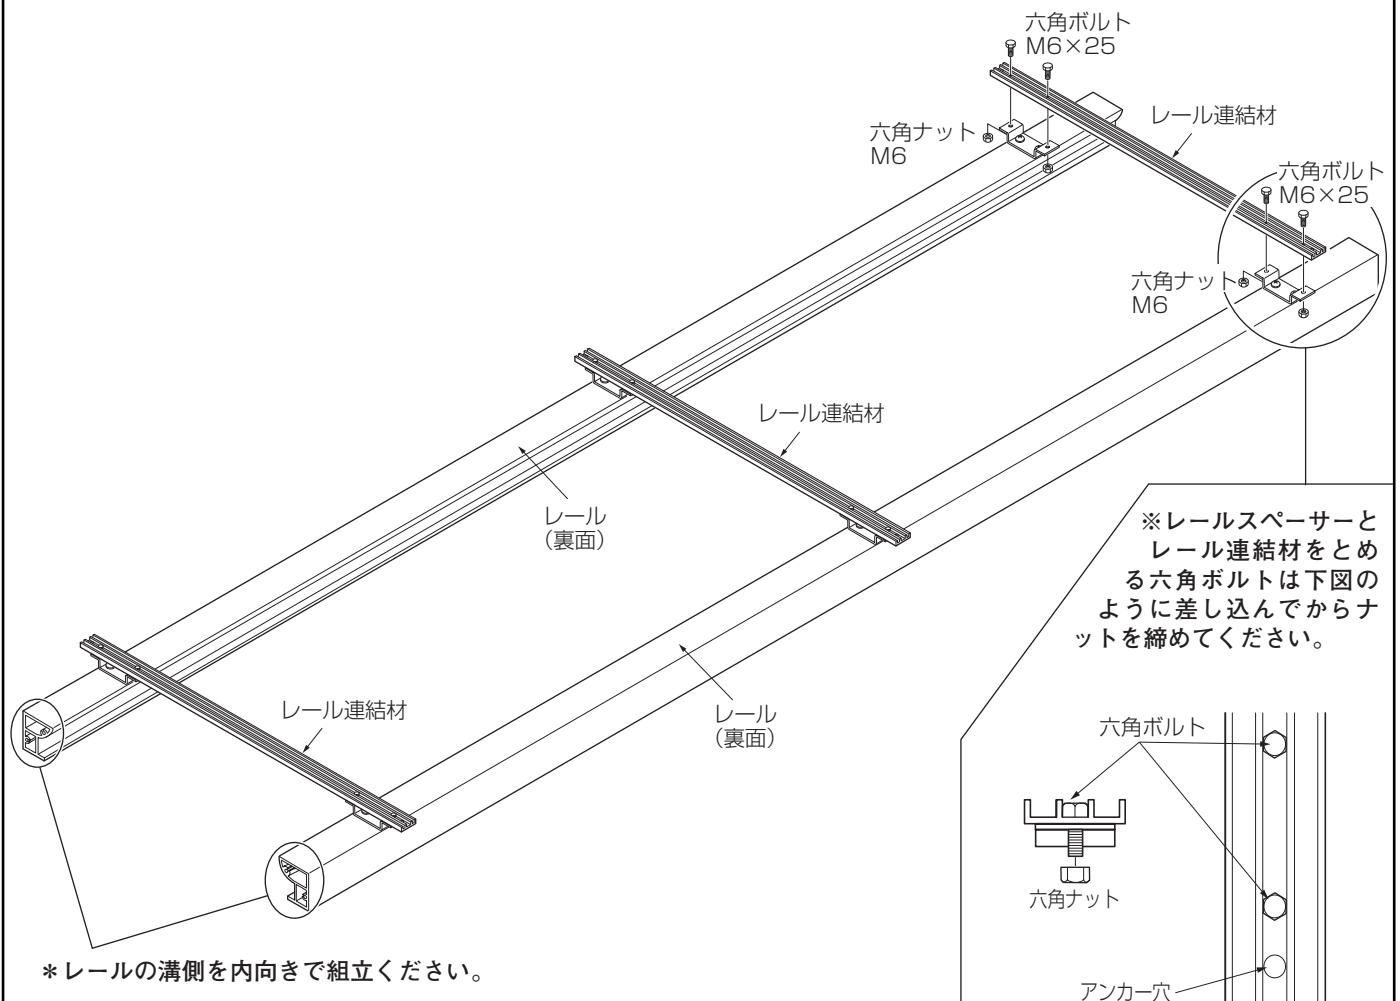 六角ボルト
M6×25
レール連結材
六角ナット
M6
六角ボルト
M6×25
六角ナット
M6
レール連結材
レール
（裏面）
※レールスペーサーと
レール連結材をとめ
る六角ボルトは下図の
ように差し込んでからナ
ットを締めてください。
レール連結材
レール
（裏面）
六角ボルト
六角ナット
アンカー穴
＊レールの溝側を内向きで組立ください。